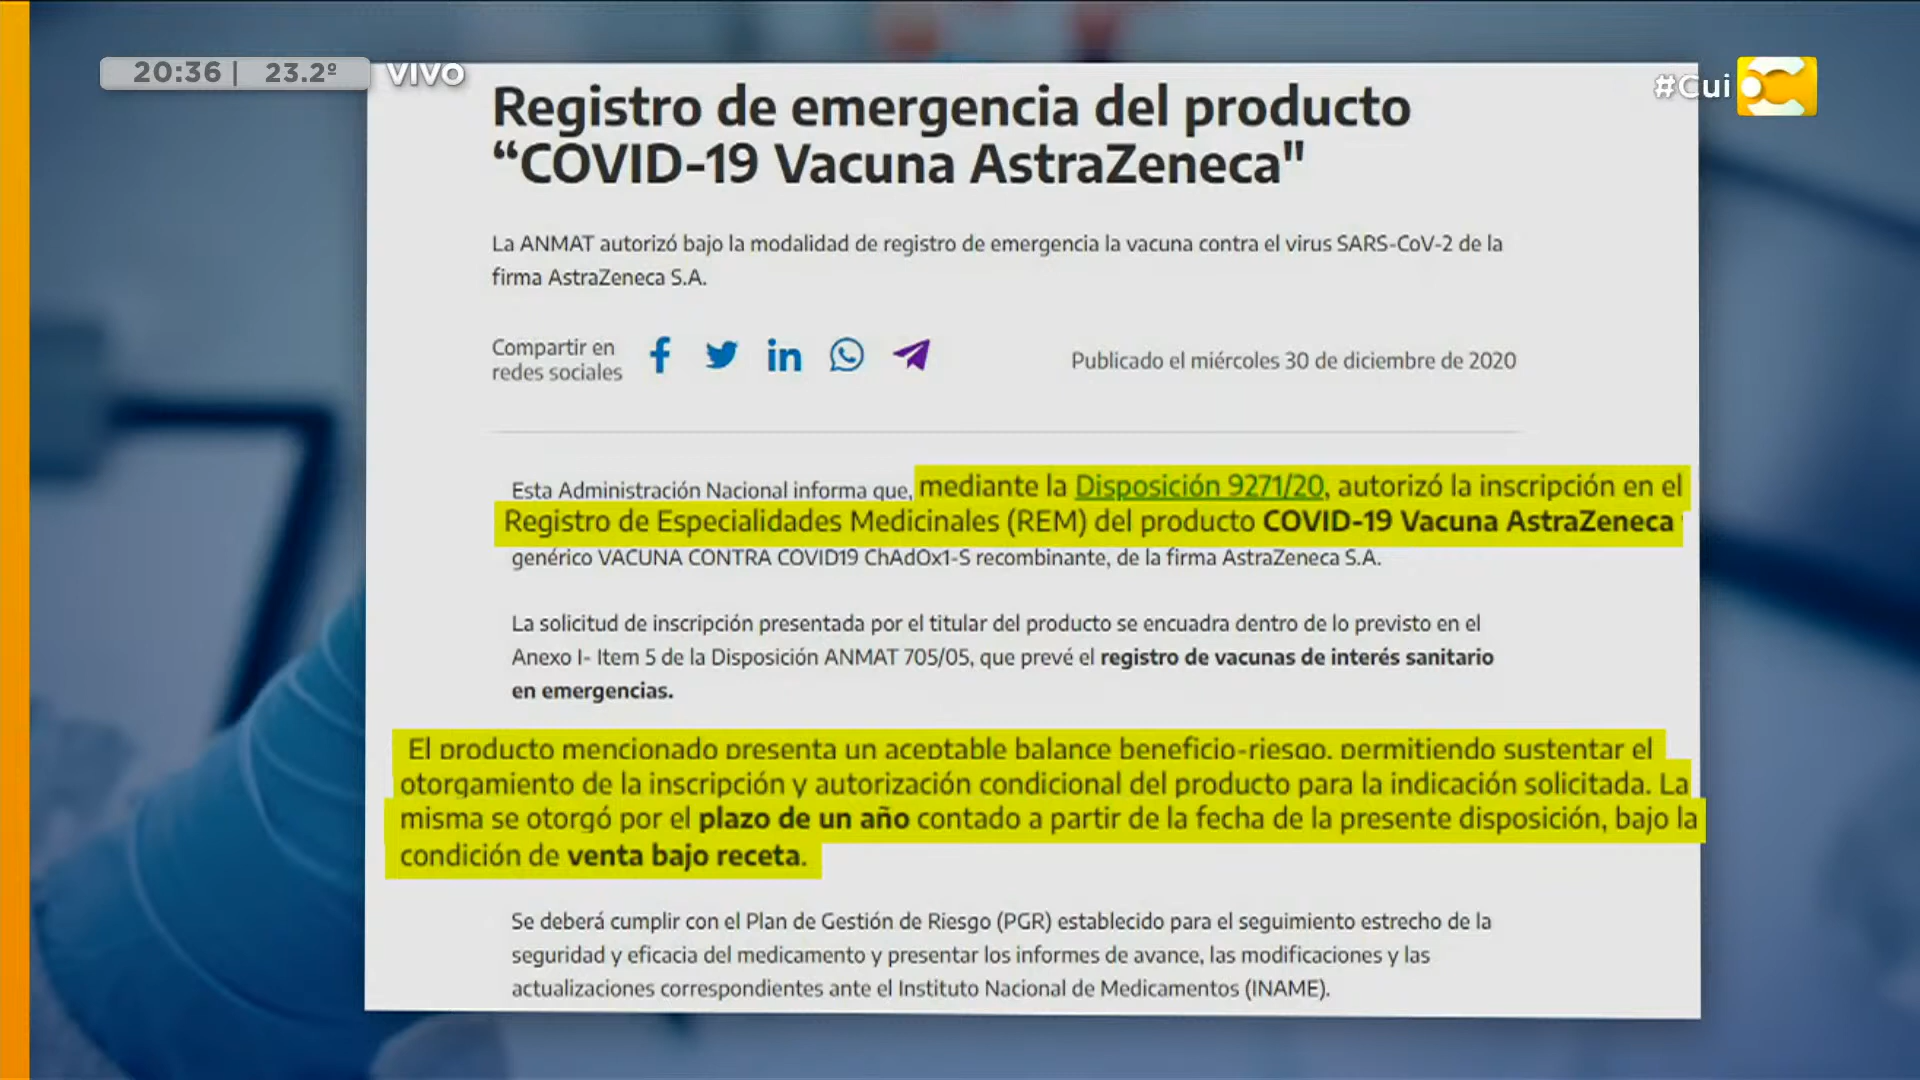 20:36 | 23.2º VIVO
#Cui
Registro de emergencia del producto
“COVID-19 Vacuna AstraZeneca"
La ANMAT autorizó bajo la modalidad de registro de emergencia la vacuna contra el virus SARS-CoV-2 de la
firma AstraZeneca S.A.
Compartir en
redes sociales
Publicado el miércoles 30 de diciembre de 2020
Esta Administración Nacional informa que, mediante la Disposición 9271/20, autorizó la inscripción en el
Registro de Especialidades Medicinales (REM) del producto COVID-19 Vacuna AstraZeneca
genérico VACUNA CONTRA COVID19 ChAdOx1-S recombinante, de la firma AstraZeneca S.A.
La solicitud de inscripción presentada por el titular del producto se encuadra dentro de lo previsto en el
Anexo I- Item 5 de la Disposición ANMAT 705/05, que prevé el registro de vacunas de interés sanitario
en emergencias.
El producto mencionado presenta un aceptable balance beneficio-riesgo, permitiendo sustentar el
otorgamiento de la inscripción y autorización condicional del producto para la indicación solicitada. La
misma se otorgó por el plazo de un año contado a partir de la fecha de la presente disposición, bajo la
condición de venta bajo receta.
Se deberá cumplir con el Plan de Gestión de Riesgo (PGR) establecido para el seguimiento estrecho de la
seguridad y eficacia del medicamento y presentar los informes de avance, las modificaciones y las
actualizaciones correspondientes ante el Instituto Nacional de Medicamentos (INAME).